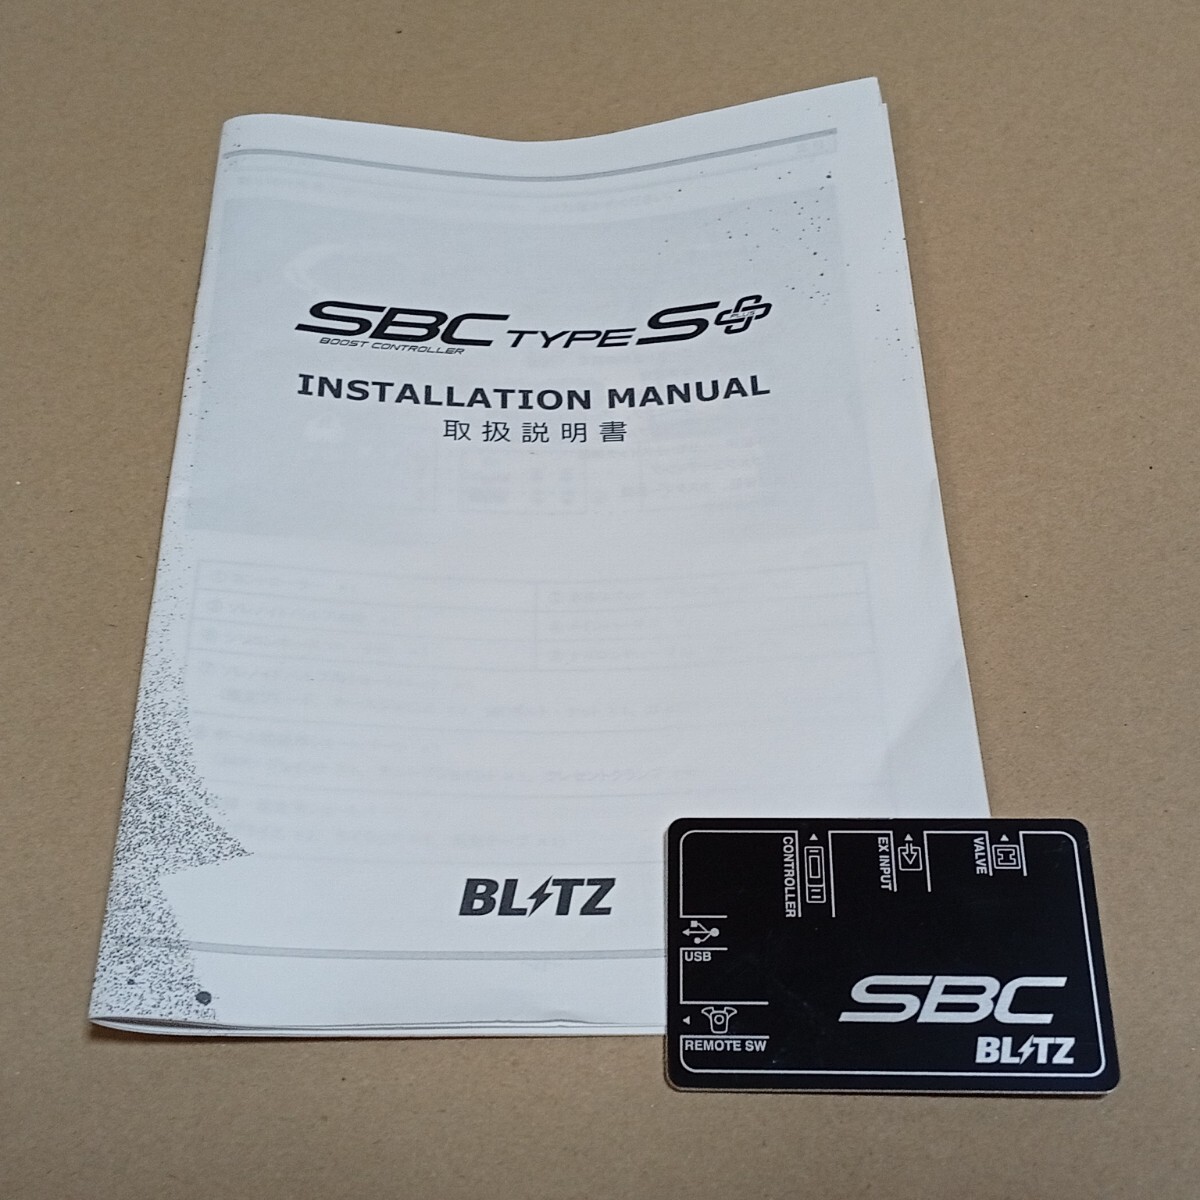 SBC TYPE S PLUS
BOOST CONTROLLER
INSTALLATION MANUAL
取扱説明書
BLITZ
CONTROLLER
EX INPUT
VALVE
USB
REMOTE SW
SBC
BLITZ